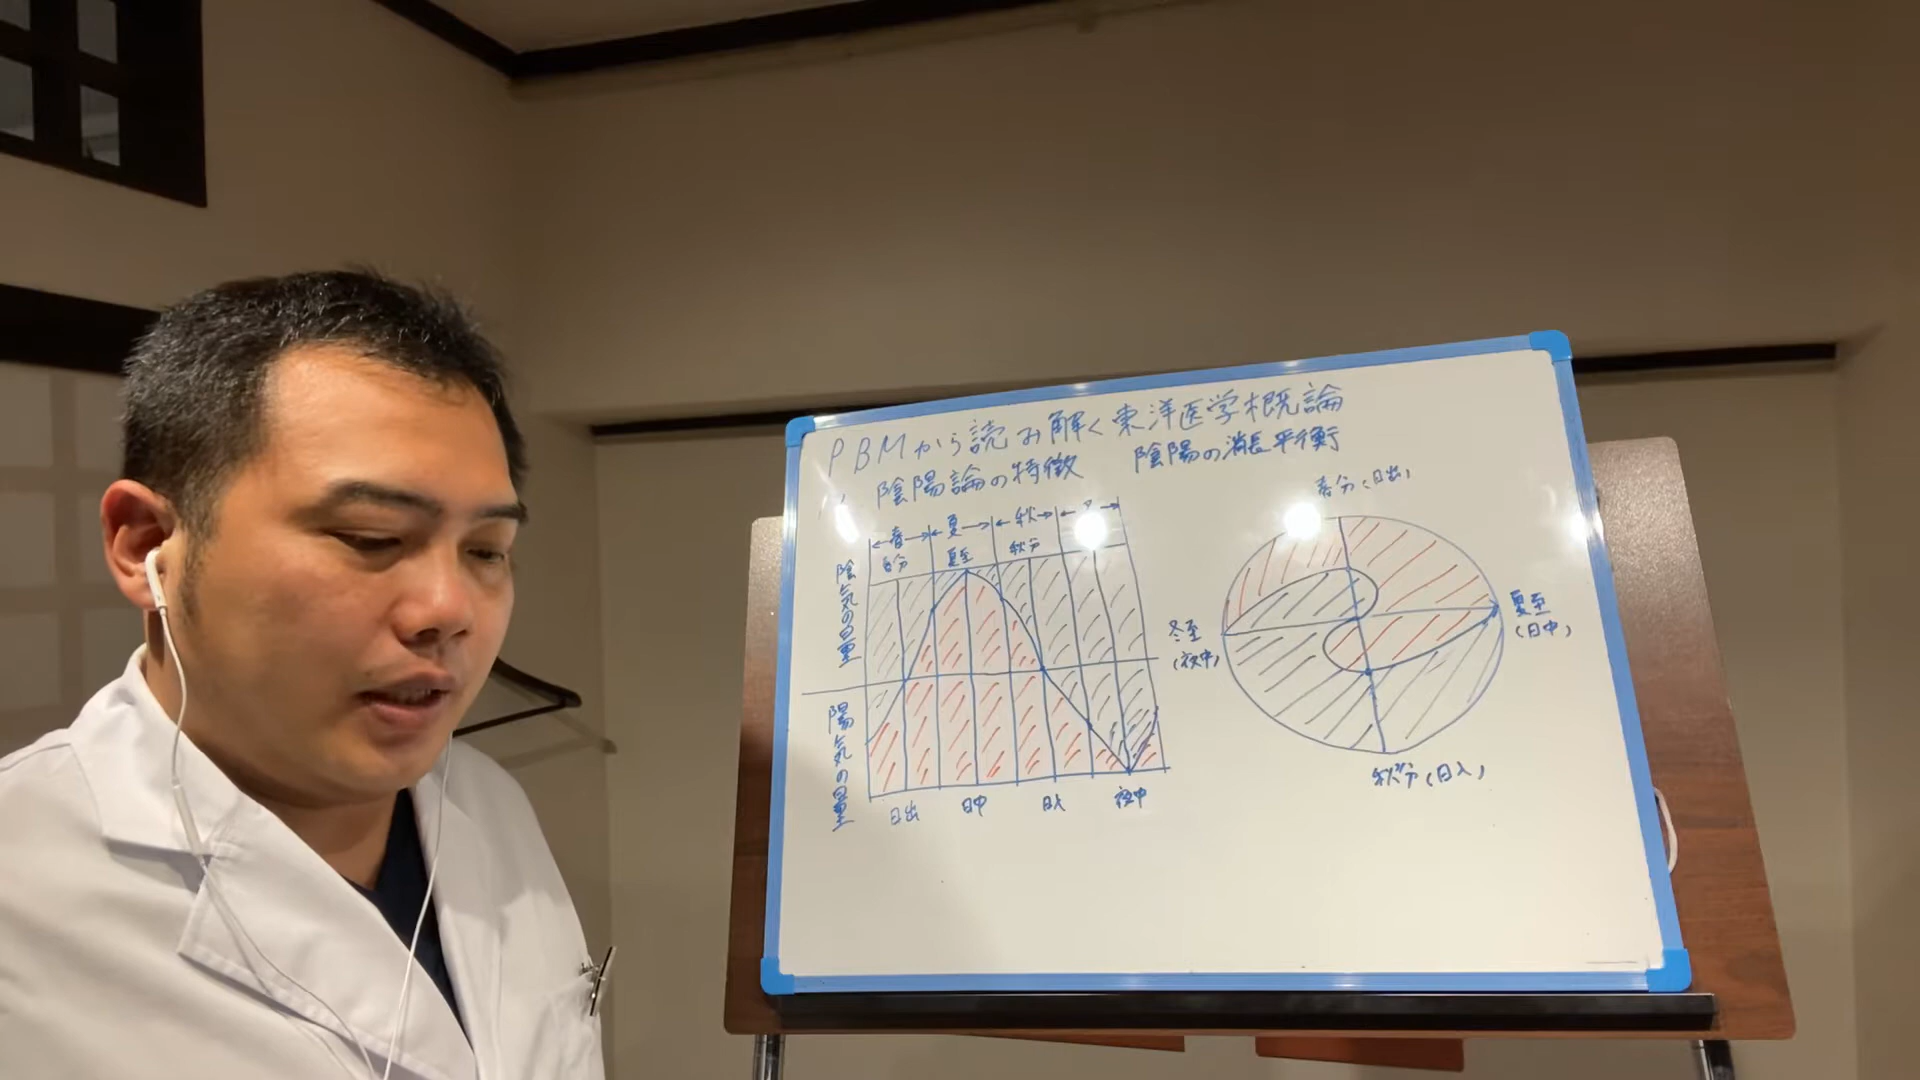 PBMから読み解く東洋医学概論
陰陽論の特徴 陰陽の消長平衡
春 夏 秋
春分 夏至 秋分
陰気の量
陽気の量
日出 日中 日入 夜中
春分(日出)
夏至
(日中)
冬至
(夜中)
秋分(日入)